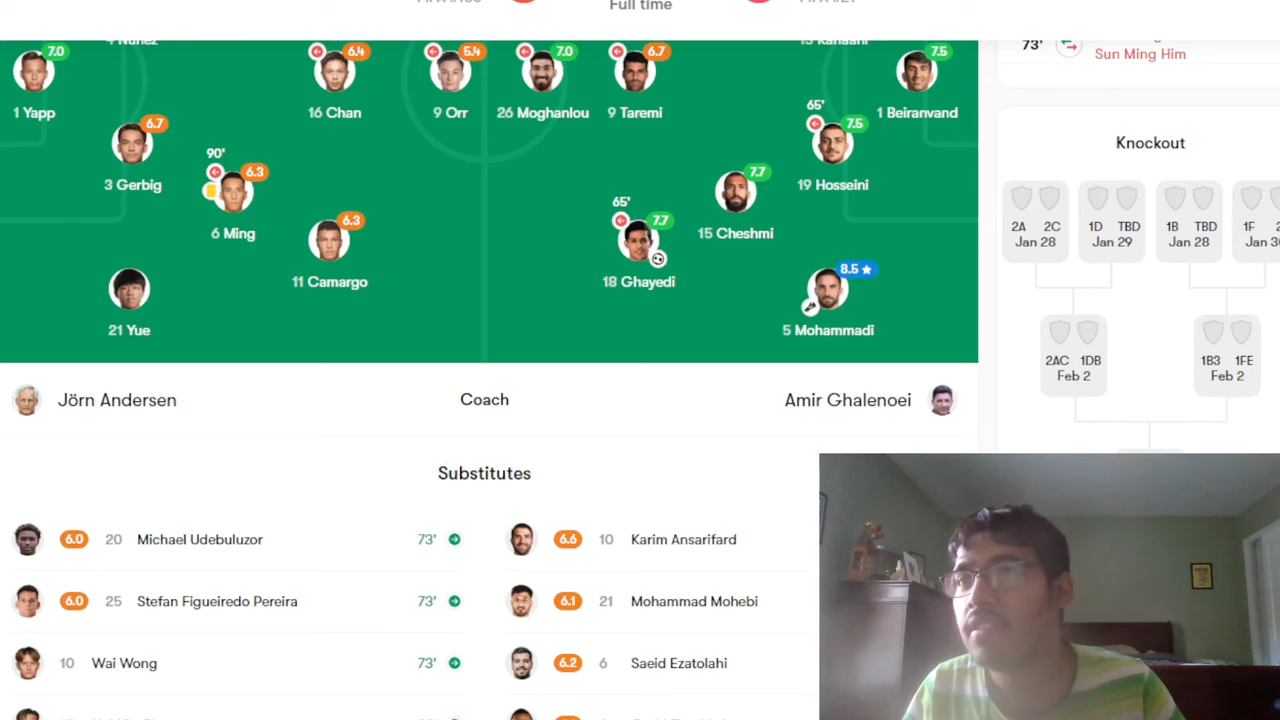 Full time
7.0
1 Yapp
6.4
16 Chan
5.4
9 Orr
7.0
26 Moghanlou
6.7
9 Taremi
7.5
1 Beiranvand
6.7
3 Gerbig
90'
6.3
6 Ming
6.3
11 Camargo
21 Yue
65'
7.5
19 Hosseini
7.7
15 Cheshmi
65'
7.7
18 Ghayedi
8.5
5 Mohammadi
Jörn Andersen
Coach
Amir Ghalenoei
Substitutes
6.0 20 Michael Udebuluzor 73'
6.6 10 Karim Ansarifard
6.0 25 Stefan Figueiredo Pereira 73'
6.1 21 Mohammad Mohebi
10 Wai Wong 73'
6.2 6 Saeid Ezatolahi
73'
Sun Ming Him
Knockout
2A 2C
Jan 28
1D TBD
Jan 29
1B TBD
Jan 28
1F
2AC 1DB
Feb 2
1B3 1FE
Feb 2